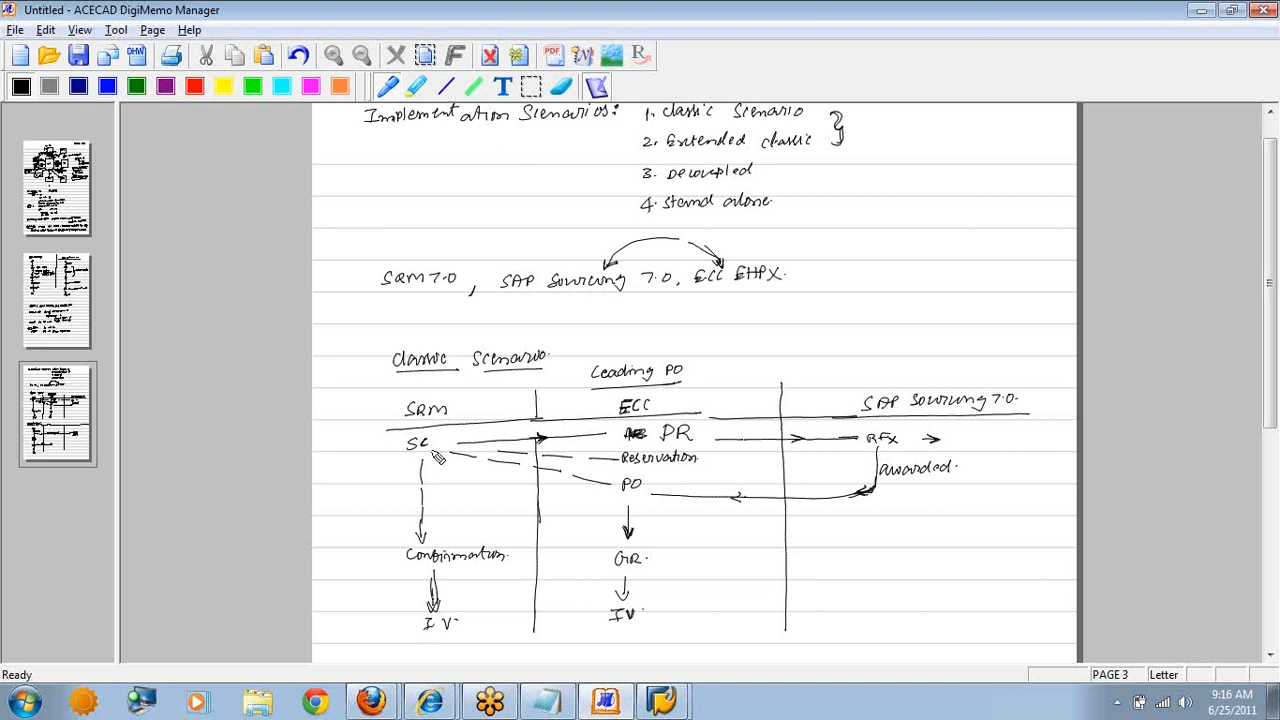 Untitled - ACECAD DigiMemo Manager
File Edit View Tool Page Help
Implementation Scenarios: 1. Classic Scenario
2. Extended classic
3. Decoupled
4. Stand alone
SRM 7.0, SAP Sourcing 7.0, ECC EHPX.
Classic Scenario.
Leading PO
SRM ECC SAP Sourcing 7.0.
SC PR RFX
Reservation
awarded.
PO
Confirmation. GR.
IV IV
Ready
PAGE 3 Letter
9:16 AM
6/25/2011